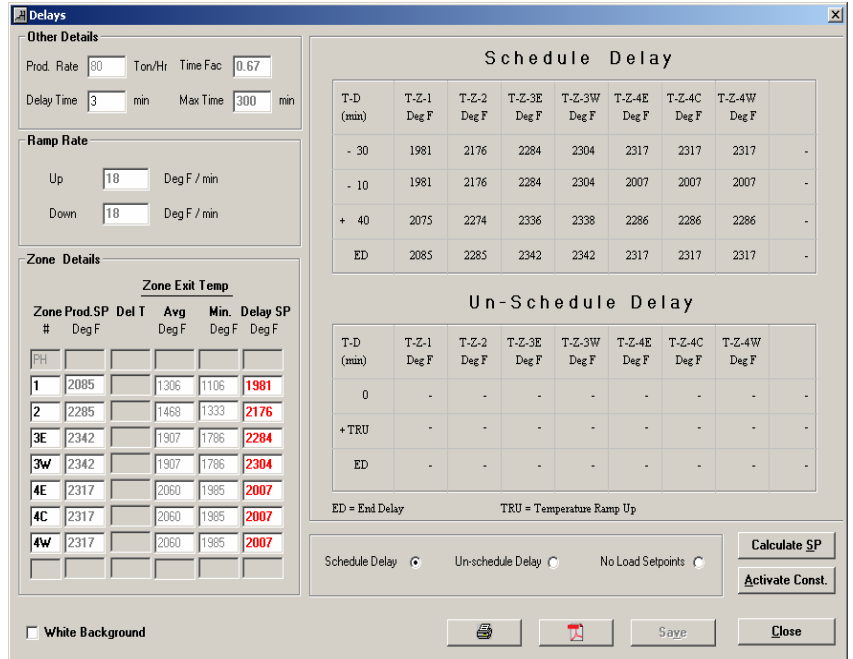 Delays
Other Details
Prod. Rate 80 Ton/Hr Time Fac 0.67
Delay Time 3 min Max Time 300 min
Ramp Rate
Up 18 Deg F / min
Down 18 Deg F / min
Zone Details
Zone Exit Temp
Zone Prod.SP Del T Avg Min. Delay SP
# Deg F Deg F Deg F Deg F
PH
1 2085 1306 1106 1981
2 2285 1468 1333 2176
3E 2342 1907 1786 2284
3W 2342 1907 1786 2304
4E 2317 2060 1985 2007
4C 2317 2060 1985 2007
4W 2317 2060 1985 2007
White Background
Schedule Delay
T-D T-Z-1 T-Z-2 T-Z-3E T-Z-3W T-Z-4E T-Z-4C T-Z-4W
(min) Deg F Deg F Deg F Deg F Deg F Deg F Deg F
- 30 1981 2176 2284 2304 2317 2317 2317 -
- 10 1981 2176 2284 2304 2007 2007 2007 -
+ 40 2075 2274 2336 2338 2286 2286 2286 -
ED 2085 2285 2342 2342 2317 2317 2317 -
Un-Schedule Delay
T-D T-Z-1 T-Z-2 T-Z-3E T-Z-3W T-Z-4E T-Z-4C T-Z-4W
(min) Deg F Deg F Deg F Deg F Deg F Deg F Deg F
0 - - - - - - - -
+TRU - - - - - - - -
ED - - - - - - - -
ED = End Delay TRU = Temperature Ramp Up
Schedule Delay Un-schedule Delay No Load Setpoints
Calculate SP
Activate Const.
Save
Close